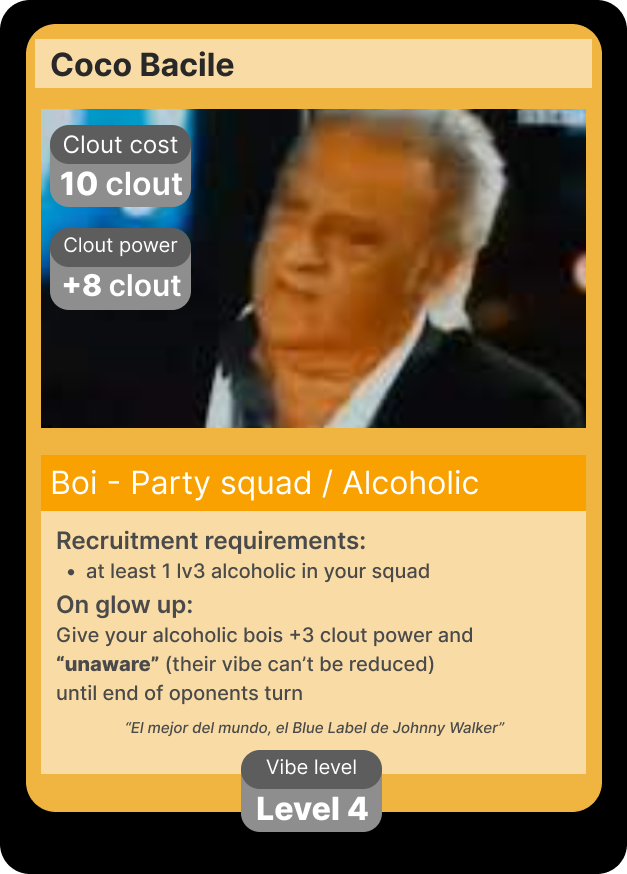 Coco Bacile
Clout cost
10 clout
Clout power
+8 clout
Boi - Party squad / Alcoholic
Recruitment requirements:
• at least 1 lv3 alcoholic in your squad
On glow up:
Give your alcoholic bois +3 clout power and
“unaware” (their vibe can’t be reduced)
until end of oponents turn
“El mejor del mundo, el Blue Label de Johnny Walker”
Vibe level
Level 4